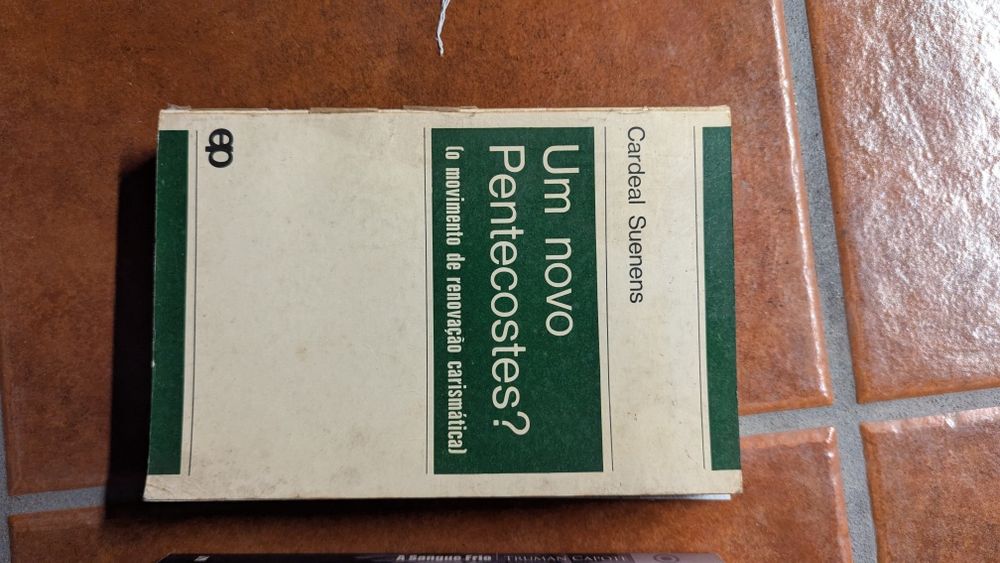 Cardeal Suenens
Um novo
Pentecostes?
(o movimento de renovação carismática)
ep
A Sangue Frio TRUMAN CAPOTE